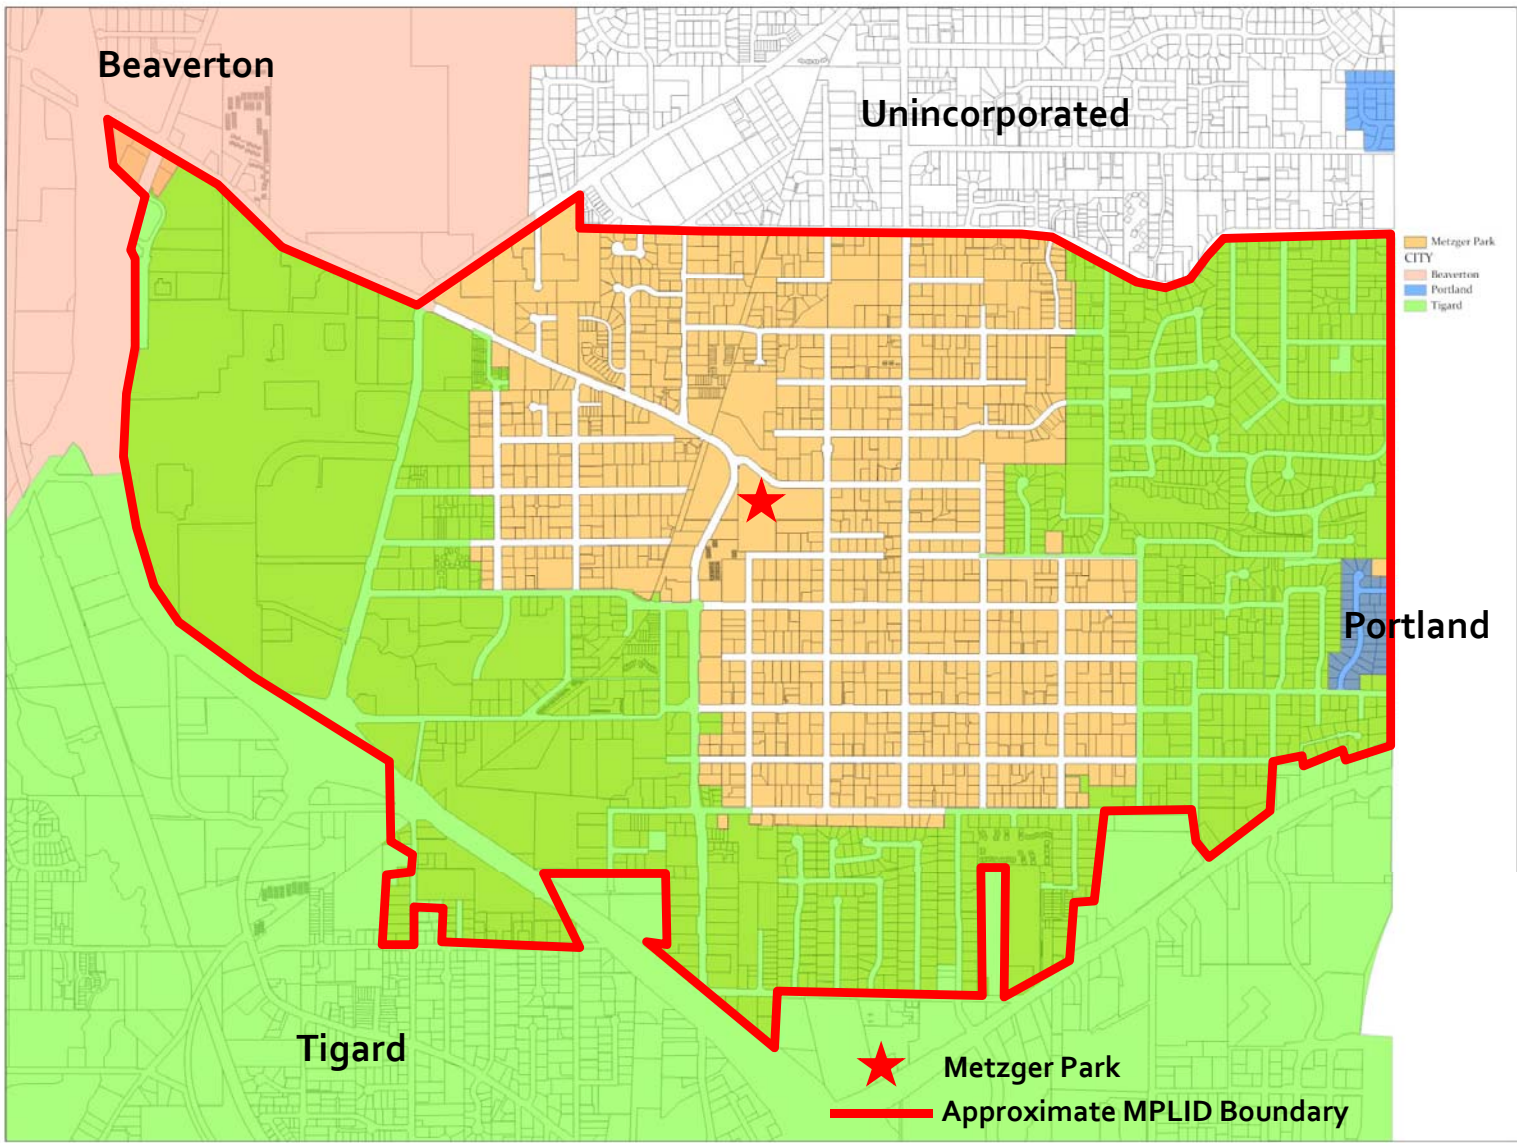 Beaverton
Unincorporated
Metzger Park
CITY
Beaverton
Portland
Tigard
Portland
Tigard
Metzger Park
Approximate MPLID Boundary